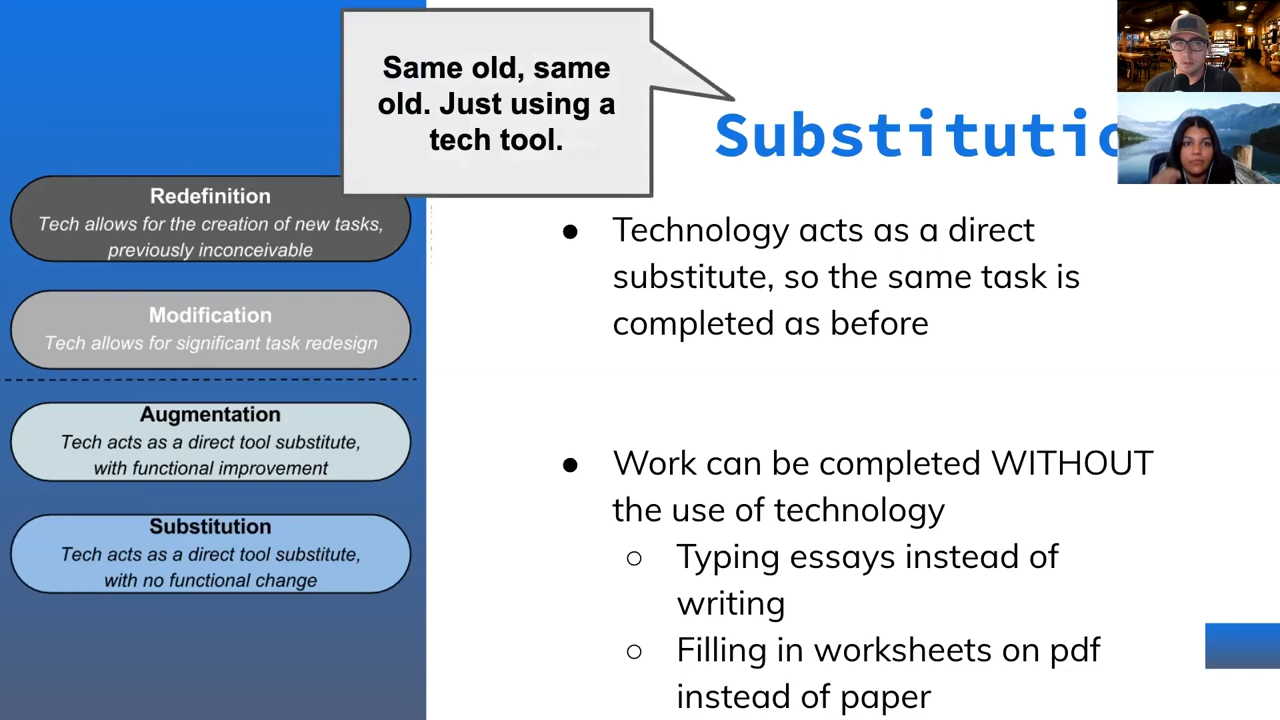 Same old, same
old. Just using a
tech tool.
Redefinition
Tech allows for the creation of new tasks,
previously inconceivable
Modification
Tech allows for significant task redesign
Augmentation
Tech acts as a direct tool substitute,
with functional improvement
Substitution
Tech acts as a direct tool substitute,
with no functional change
Substitutio
● Technology acts as a direct
substitute, so the same task is
completed as before
● Work can be completed WITHOUT
the use of technology
○ Typing essays instead of
writing
○ Filling in worksheets on pdf
instead of paper